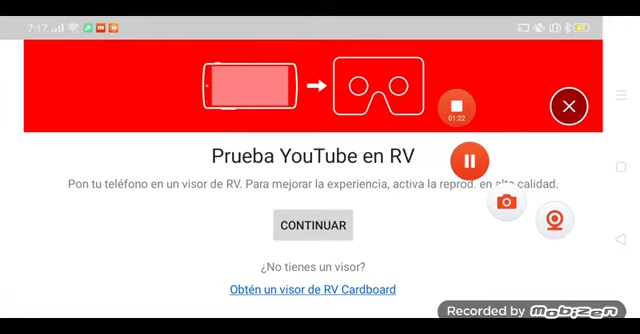 7:17
67
01:22
Prueba YouTube en RV
Pon tu teléfono en un visor de RV. Para mejorar la experiencia, activa la reprod. en alta calidad.
CONTINUAR
¿No tienes un visor?
Obtén un visor de RV Cardboard
Recorded by Mobizen